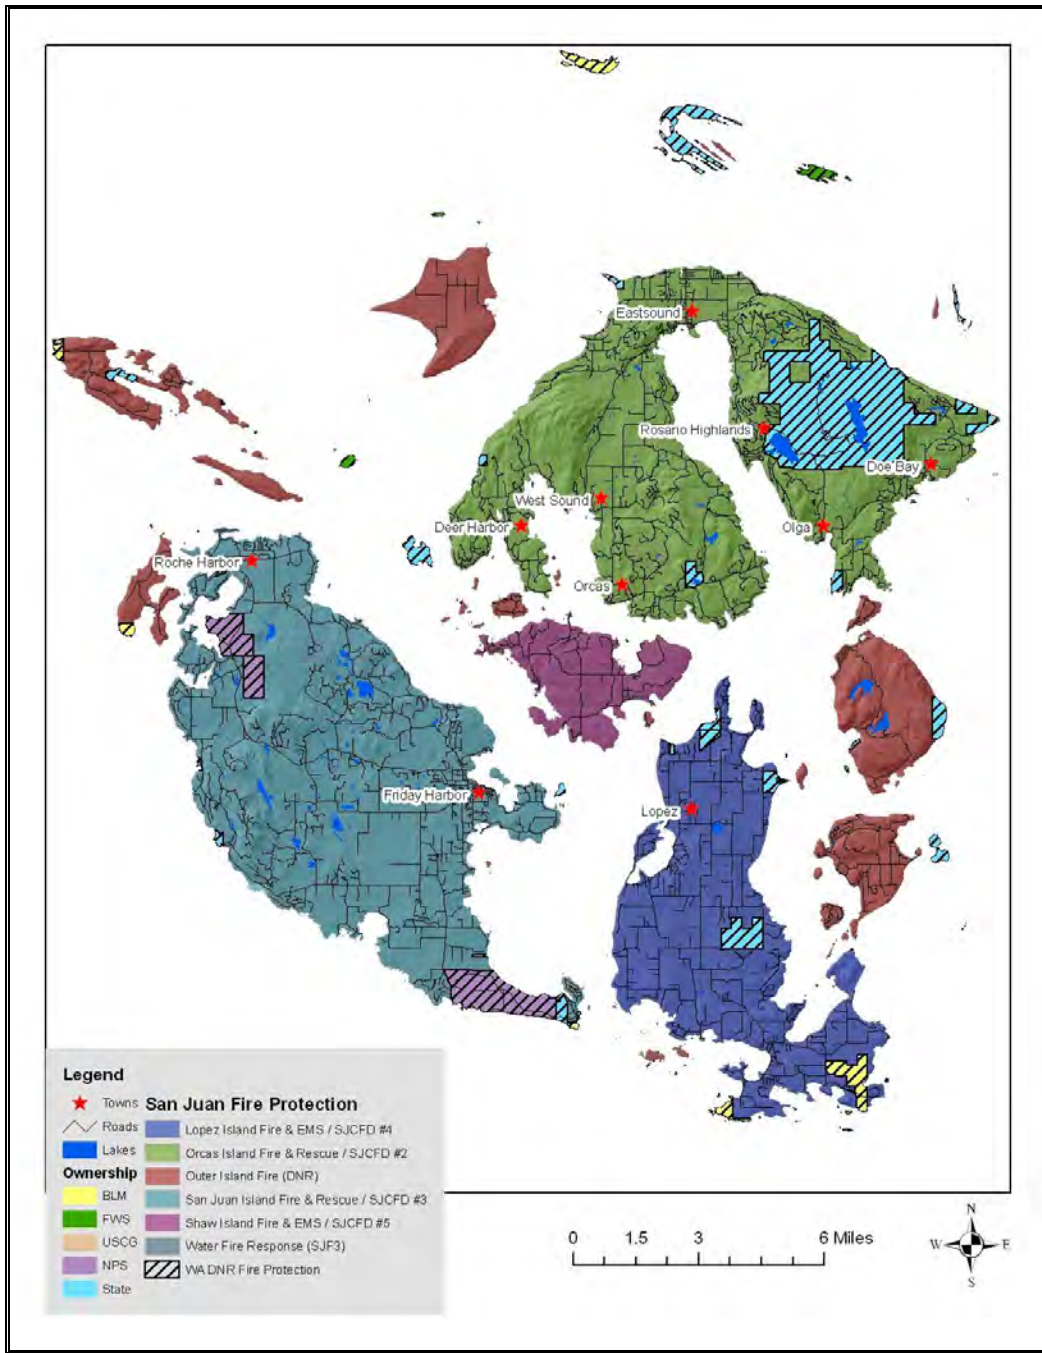 Eastsound
Rosario Highlands
Doe Bay
West Sound
Deer Harbor
Olga
Roche Harbor
Orcas
Friday Harbor
Lopez
Legend
Towns
Roads
Lakes
Ownership
BLM
FWS
USCG
NPS
State
San Juan Fire Protection
Lopez Island Fire & EMS / SJCFD #4
Orcas Island Fire & Rescue / SJCFD #2
Outer Island Fire (DNR)
San Juan Island Fire & Rescue / SJCFD #3
Shaw Island Fire & EMS / SJCFD #5
Water Fire Response (SJF3)
WA DNR Fire Protection
0 1.5 3 6 Miles
N
W E
S